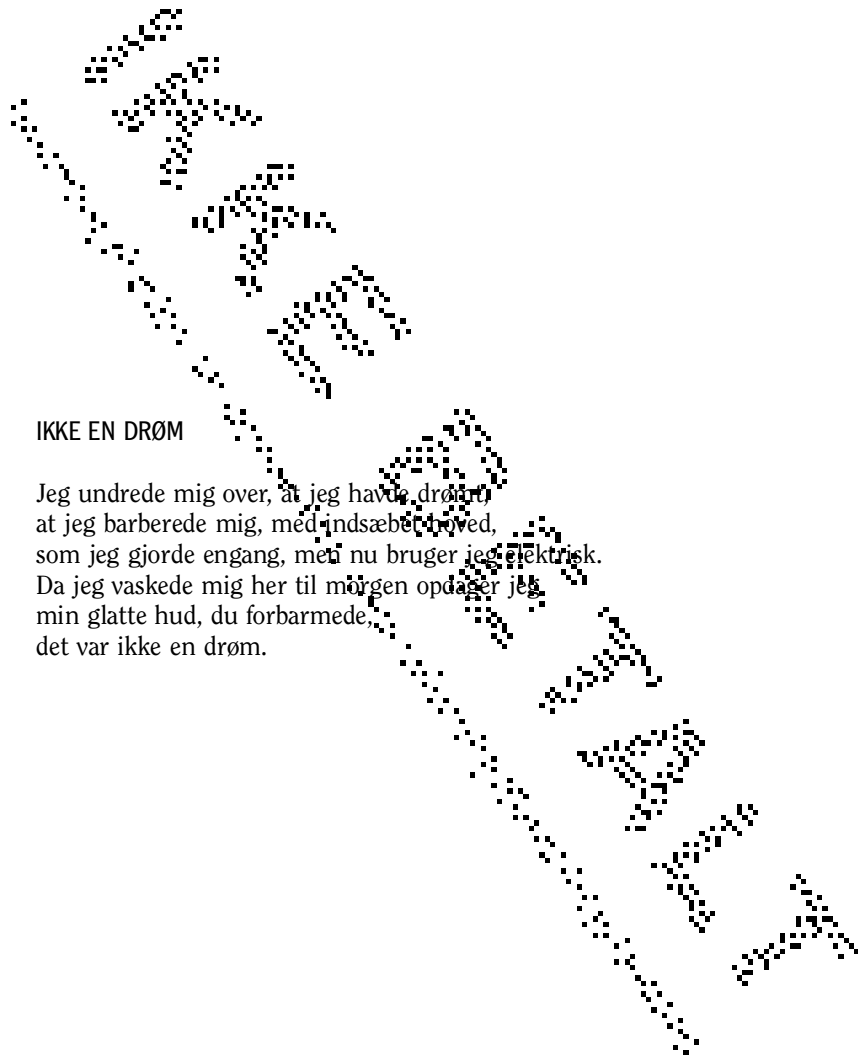 IKKE BETALT
IKKE EN DRØM
Jeg undrede mig over, at jeg havde drømt,
at jeg barberede mig, med indsæbet hoved,
som jeg gjorde engang, men nu bruger jeg elektrisk.
Da jeg vaskede mig her til morgen opdager jeg
min glatte hud, du forbarmede,
det var ikke en drøm.